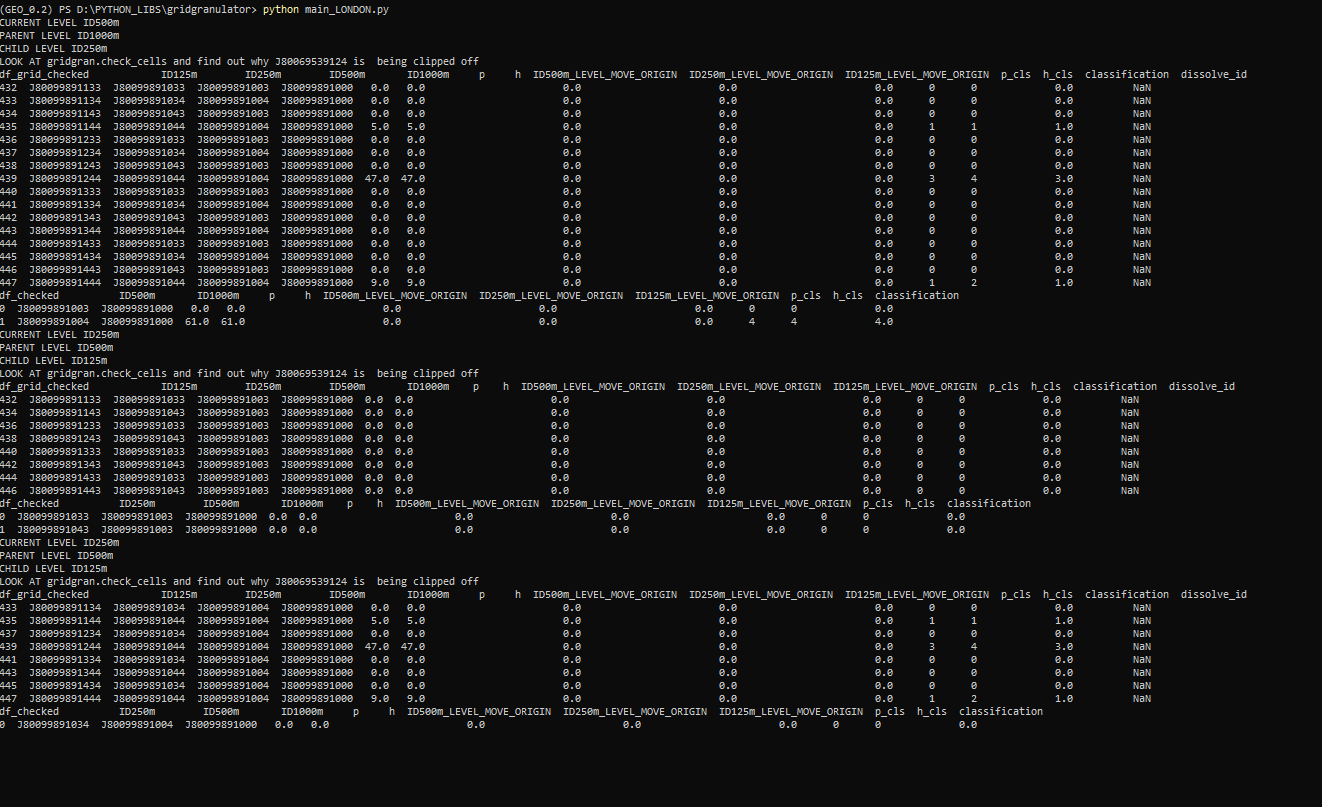 (GEO_0.2) PS D:\PYTHON_LIBS\gridgranulator> python main_LONDON.py
CURRENT LEVEL ID500m
PARENT LEVEL ID1000m
CHILD LEVEL ID250m
LOOK AT gridgran.check_cells and find out why J80069539124 is  being clipped off
df_grid_checked ID125m ID250m ID500m ID1000m p h ID500m_LEVEL_MOVE_ORIGIN ID250m_LEVEL_MOVE_ORIGIN ID125m_LEVEL_MOVE_ORIGIN p_cls h_cls classification dissolve_id
432 J80099891133 J80099891033 J80099891003 J80099891000 0.0 0.0 0.0 0.0 0.0 0 0 0.0 NaN
433 J80099891134 J80099891034 J80099891004 J80099891000 0.0 0.0 0.0 0.0 0.0 0 0 0.0 NaN
434 J80099891143 J80099891043 J80099891003 J80099891000 0.0 0.0 0.0 0.0 0.0 0 0 0.0 NaN
435 J80099891144 J80099891044 J80099891004 J80099891000 5.0 5.0 0.0 0.0 0.0 1 1 1.0 NaN
436 J80099891233 J80099891033 J80099891003 J80099891000 0.0 0.0 0.0 0.0 0.0 0 0 0.0 NaN
437 J80099891234 J80099891034 J80099891004 J80099891000 0.0 0.0 0.0 0.0 0.0 0 0 0.0 NaN
438 J80099891243 J80099891043 J80099891003 J80099891000 0.0 0.0 0.0 0.0 0.0 0 0 0.0 NaN
439 J80099891244 J80099891044 J80099891004 J80099891000 47.0 47.0 0.0 0.0 0.0 3 4 3.0 NaN
440 J80099891333 J80099891033 J80099891003 J80099891000 0.0 0.0 0.0 0.0 0.0 0 0 0.0 NaN
441 J80099891334 J80099891034 J80099891004 J80099891000 0.0 0.0 0.0 0.0 0.0 0 0 0.0 NaN
442 J80099891343 J80099891043 J80099891003 J80099891000 0.0 0.0 0.0 0.0 0.0 0 0 0.0 NaN
443 J80099891344 J80099891044 J80099891004 J80099891000 0.0 0.0 0.0 0.0 0.0 0 0 0.0 NaN
444 J80099891433 J80099891033 J80099891003 J80099891000 0.0 0.0 0.0 0.0 0.0 0 0 0.0 NaN
445 J80099891434 J80099891034 J80099891004 J80099891000 0.0 0.0 0.0 0.0 0.0 0 0 0.0 NaN
446 J80099891443 J80099891043 J80099891003 J80099891000 0.0 0.0 0.0 0.0 0.0 0 0 0.0 NaN
447 J80099891444 J80099891044 J80099891004 J80099891000 9.0 9.0 0.0 0.0 0.0 1 2 1.0 NaN
df_checked ID500m ID1000m p h ID500m_LEVEL_MOVE_ORIGIN ID250m_LEVEL_MOVE_ORIGIN ID125m_LEVEL_MOVE_ORIGIN p_cls h_cls classification
0 J80099891003 J80099891000 0.0 0.0 0.0 0.0 0.0 0 0 0.0
1 J80099891004 J80099891000 61.0 61.0 0.0 0.0 0.0 4 4 4.0
CURRENT LEVEL ID250m
PARENT LEVEL ID500m
CHILD LEVEL ID125m
LOOK AT gridgran.check_cells and find out why J80069539124 is  being clipped off
df_grid_checked ID125m ID250m ID500m ID1000m p h ID500m_LEVEL_MOVE_ORIGIN ID250m_LEVEL_MOVE_ORIGIN ID125m_LEVEL_MOVE_ORIGIN p_cls h_cls classification dissolve_id
432 J80099891133 J80099891033 J80099891003 J80099891000 0.0 0.0 0.0 0.0 0.0 0 0 0.0 NaN
434 J80099891143 J80099891043 J80099891003 J80099891000 0.0 0.0 0.0 0.0 0.0 0 0 0.0 NaN
436 J80099891233 J80099891033 J80099891003 J80099891000 0.0 0.0 0.0 0.0 0.0 0 0 0.0 NaN
438 J80099891243 J80099891043 J80099891003 J80099891000 0.0 0.0 0.0 0.0 0.0 0 0 0.0 NaN
440 J80099891333 J80099891033 J80099891003 J80099891000 0.0 0.0 0.0 0.0 0.0 0 0 0.0 NaN
442 J80099891343 J80099891043 J80099891003 J80099891000 0.0 0.0 0.0 0.0 0.0 0 0 0.0 NaN
444 J80099891433 J80099891033 J80099891003 J80099891000 0.0 0.0 0.0 0.0 0.0 0 0 0.0 NaN
446 J80099891443 J80099891043 J80099891003 J80099891000 0.0 0.0 0.0 0.0 0.0 0 0 0.0 NaN
df_checked ID250m ID500m ID1000m p h ID500m_LEVEL_MOVE_ORIGIN ID250m_LEVEL_MOVE_ORIGIN ID125m_LEVEL_MOVE_ORIGIN p_cls h_cls classification
0 J80099891033 J80099891003 J80099891000 0.0 0.0 0.0 0.0 0.0 0 0 0.0
1 J80099891043 J80099891003 J80099891000 0.0 0.0 0.0 0.0 0.0 0 0 0.0
CURRENT LEVEL ID250m
PARENT LEVEL ID500m
CHILD LEVEL ID125m
LOOK AT gridgran.check_cells and find out why J80069539124 is  being clipped off
df_grid_checked ID125m ID250m ID500m ID1000m p h ID500m_LEVEL_MOVE_ORIGIN ID250m_LEVEL_MOVE_ORIGIN ID125m_LEVEL_MOVE_ORIGIN p_cls h_cls classification dissolve_id
433 J80099891134 J80099891034 J80099891004 J80099891000 0.0 0.0 0.0 0.0 0.0 0 0 0.0 NaN
435 J80099891144 J80099891044 J80099891004 J80099891000 5.0 5.0 0.0 0.0 0.0 1 1 1.0 NaN
437 J80099891234 J80099891034 J80099891004 J80099891000 0.0 0.0 0.0 0.0 0.0 0 0 0.0 NaN
439 J80099891244 J80099891044 J80099891004 J80099891000 47.0 47.0 0.0 0.0 0.0 3 4 3.0 NaN
441 J80099891334 J80099891034 J80099891004 J80099891000 0.0 0.0 0.0 0.0 0.0 0 0 0.0 NaN
443 J80099891344 J80099891044 J80099891004 J80099891000 0.0 0.0 0.0 0.0 0.0 0 0 0.0 NaN
445 J80099891434 J80099891034 J80099891004 J80099891000 0.0 0.0 0.0 0.0 0.0 0 0 0.0 NaN
447 J80099891444 J80099891044 J80099891004 J80099891000 9.0 9.0 0.0 0.0 0.0 1 2 1.0 NaN
df_checked ID250m ID500m ID1000m p h ID500m_LEVEL_MOVE_ORIGIN ID250m_LEVEL_MOVE_ORIGIN ID125m_LEVEL_MOVE_ORIGIN p_cls h_cls classification
0 J80099891034 J80099891004 J80099891000 0.0 0.0 0.0 0.0 0.0 0 0 0.0